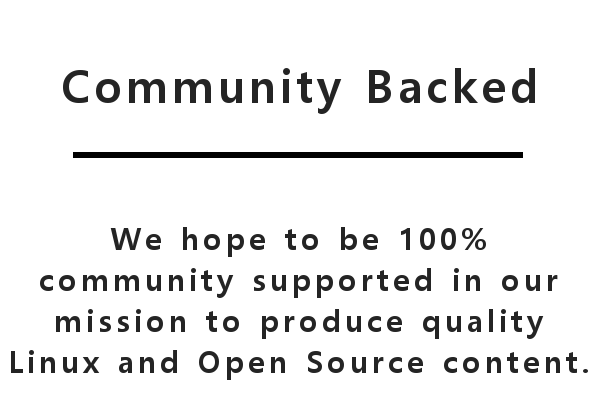 Community Backed
We hope to be 100%
community supported in our
mission to produce quality
Linux and Open Source content.